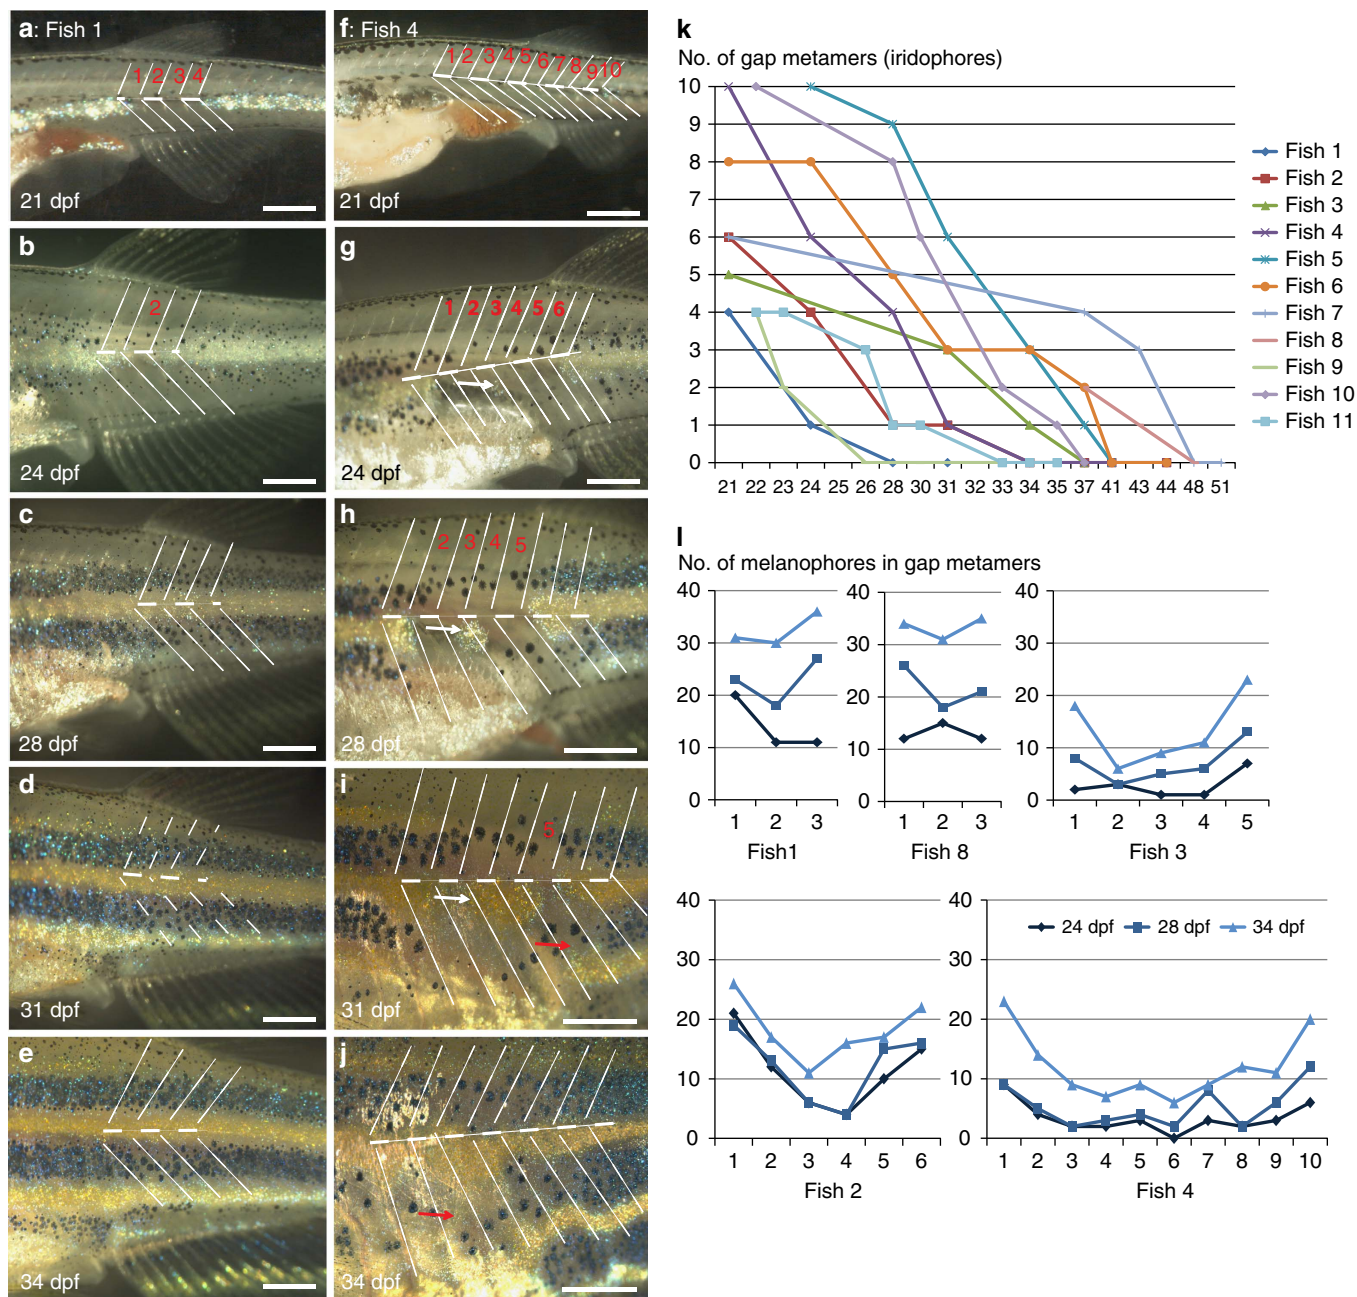 a: Fish 1
1 2 3 4
21 dpf
b
2
24 dpf
c
28 dpf
d
31 dpf
e
34 dpf
f: Fish 4
1 2 3 4 5 6 7 8 9 10
21 dpf
g
1 2 3 4 5 6
24 dpf
h
2 3 4 5
28 dpf
i
5
31 dpf
j
34 dpf
k
No. of gap metamers (iridophores)
10
9
8
7
6
5
4
3
2
1
0
21 22 23 24 25 26 28 30 31 32 33 34 35 37 41 43 44 48 51
Fish 1
Fish 2
Fish 3
Fish 4
Fish 5
Fish 6
Fish 7
Fish 8
Fish 9
Fish 10
Fish 11
l
No. of melanophores in gap metamers
40
30
20
10
0
1 2 3
Fish1
40
30
20
10
0
1 2 3
Fish 8
40
30
20
10
0
1 2 3 4 5
Fish 3
40
30
20
10
0
1 2 3 4 5 6
Fish 2
40
30
20
10
0
24 dpf 28 dpf 34 dpf
1 2 3 4 5 6 7 8 9 10
Fish 4